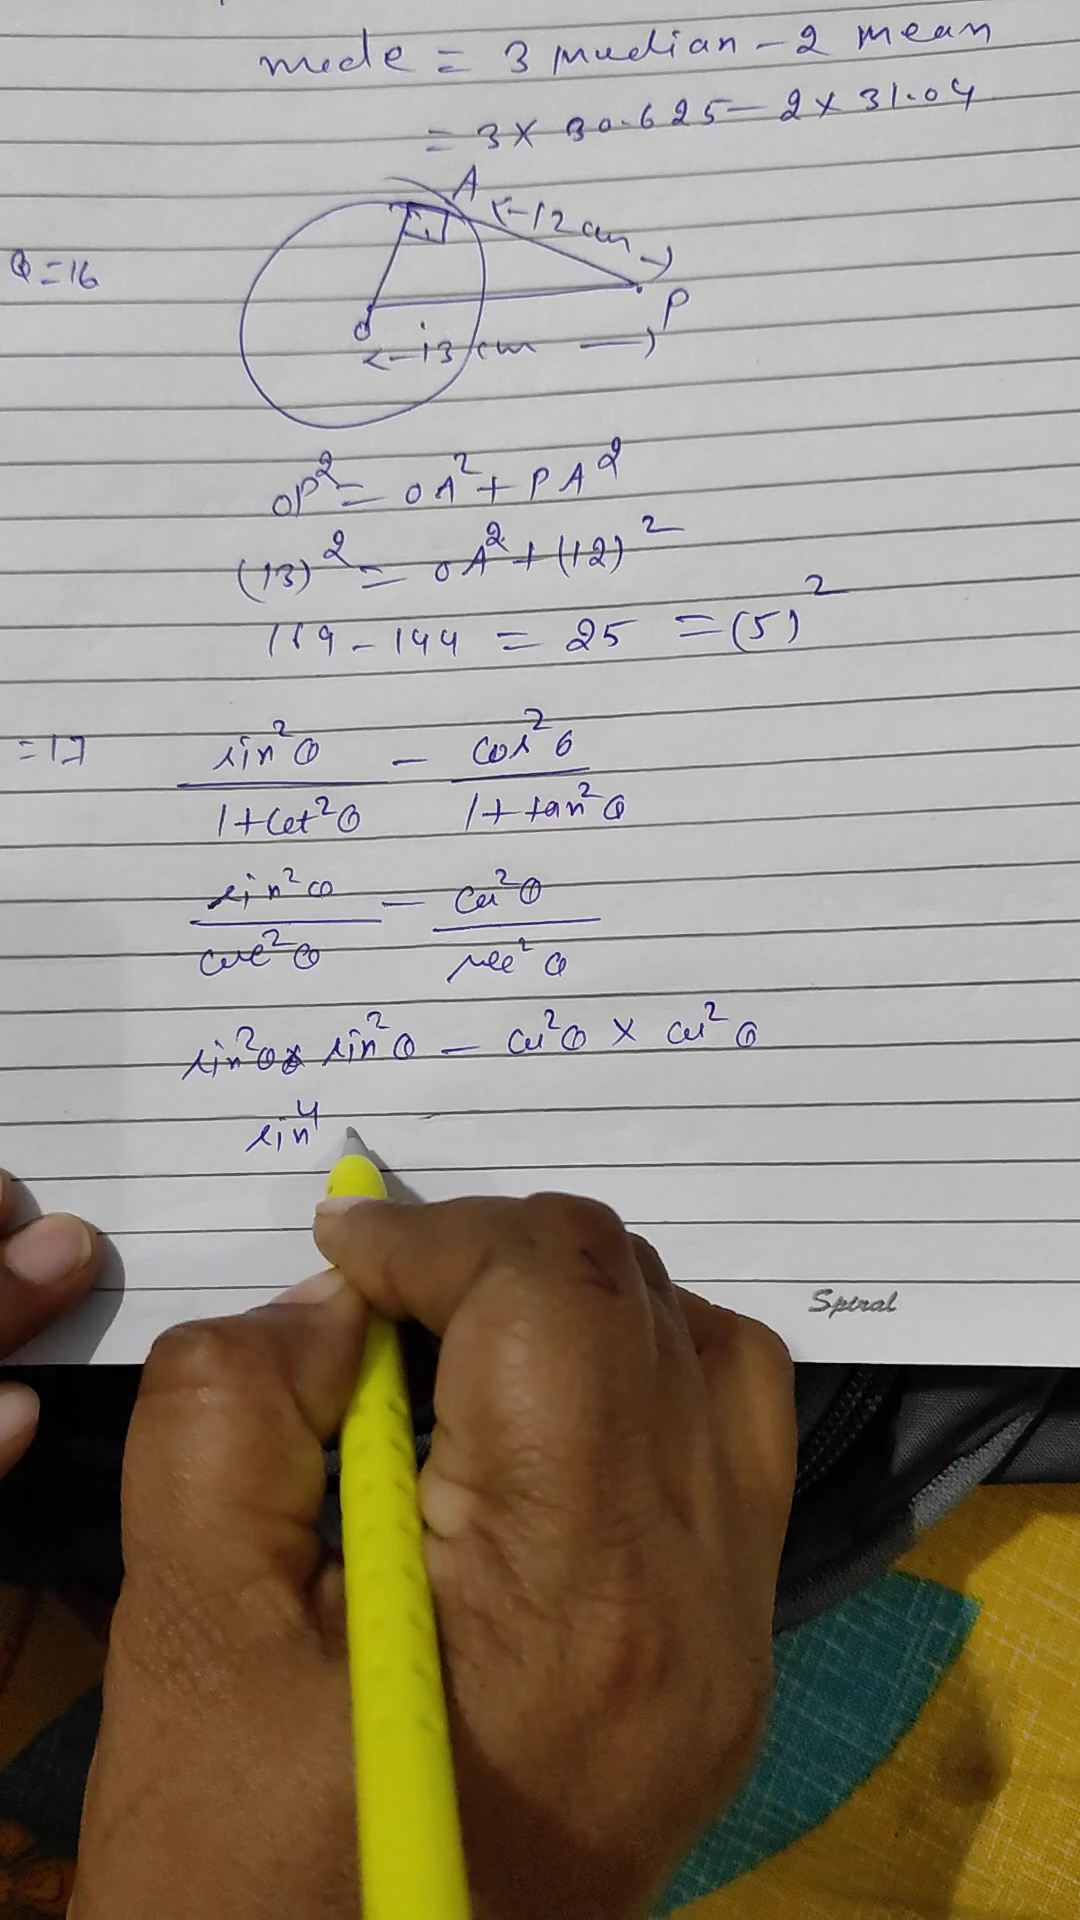 mode = 3 median - 2 mean
= 3 × 30.625 - 2 × 31.04
A
<-12 cm ->
Q=16
P
O
<- 13 cm ->
OP² = OA² + PA²
(13)² = OA² + (12)²
169 - 144 = 25 = (5)²
=17 sin²θ/1+cot²θ - cos²θ/1+tan²θ
sin²θ/cosec²θ - cos²θ/sec²θ
sin²θ × sin²θ - cos²θ × cos²θ
sin⁴
Spiral